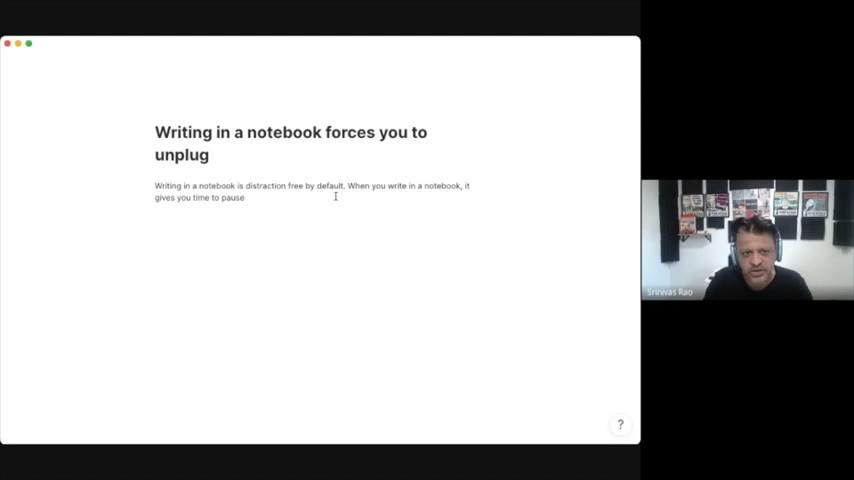 Writing in a notebook forces you to
unplug
Writing in a notebook is distraction free by default. When you write in a notebook, it
gives you time to pause
?
Srinivas Rao